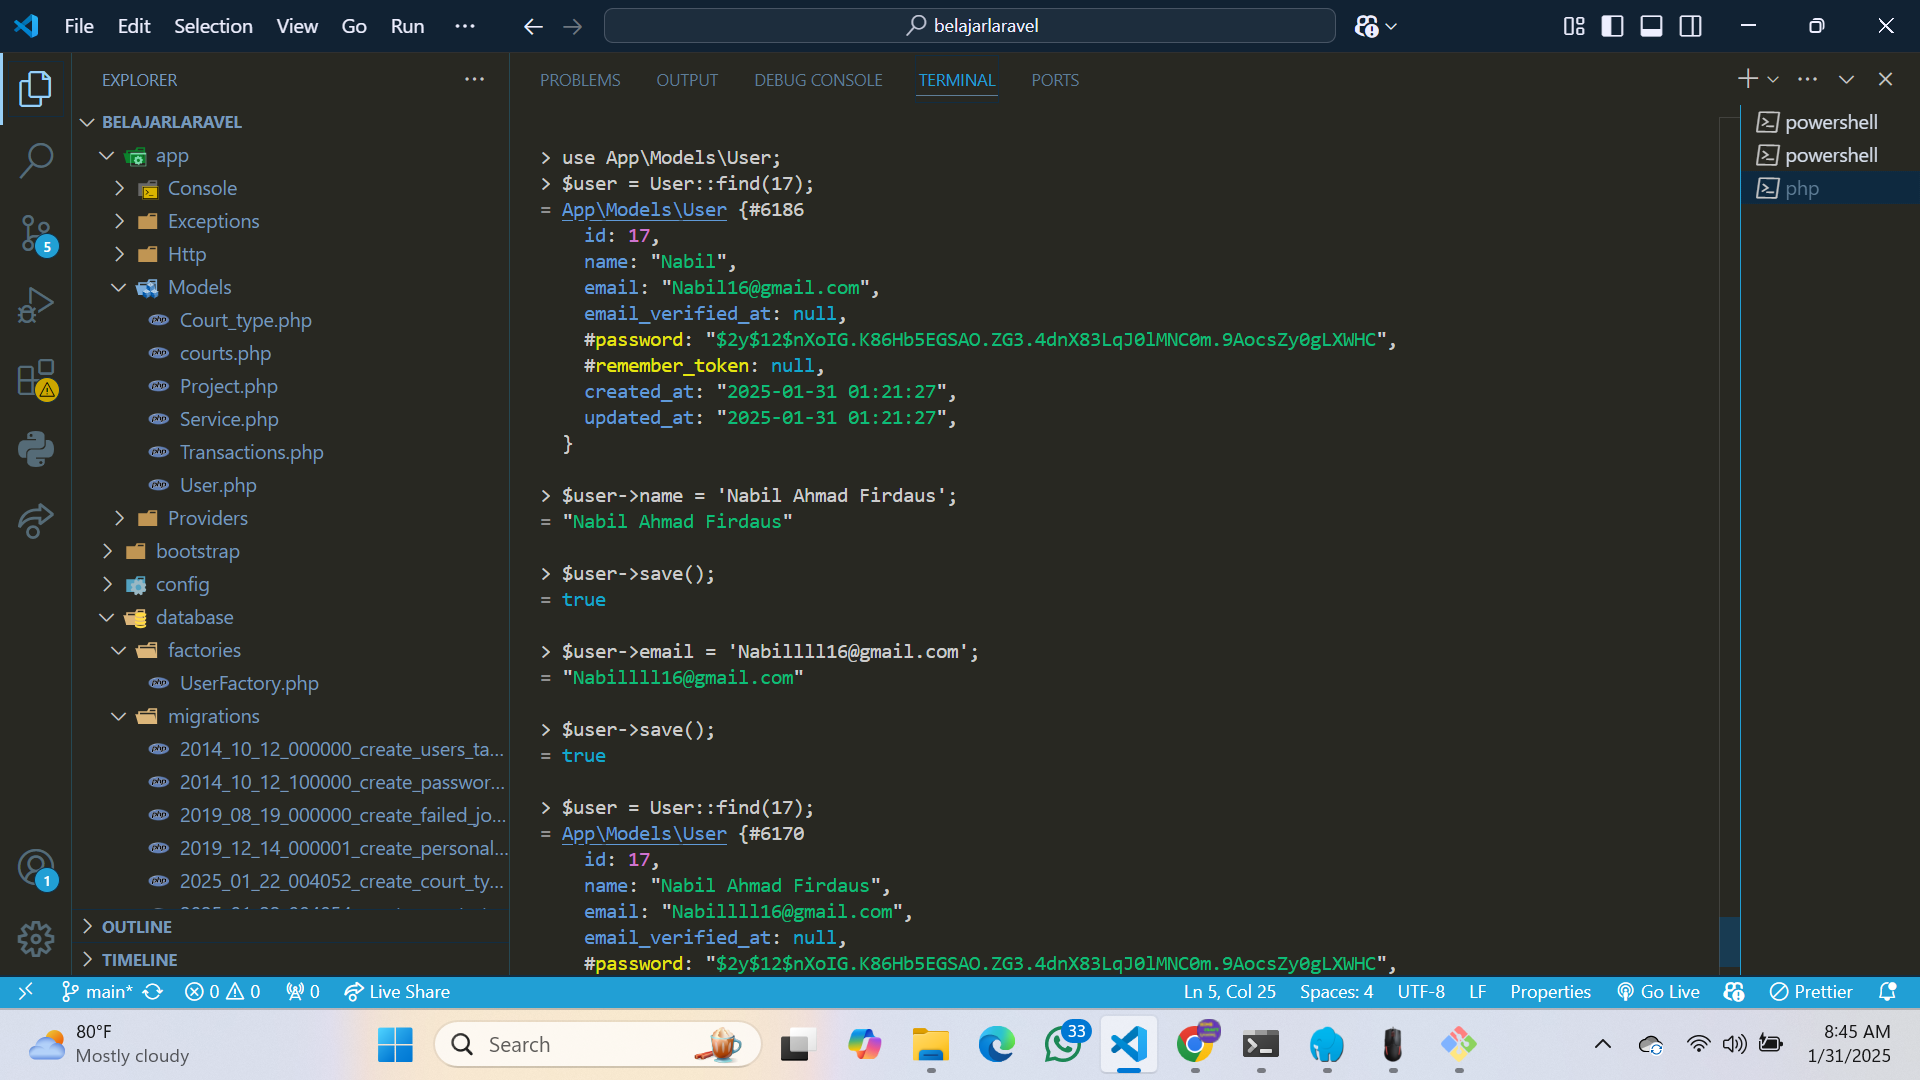 File Edit Selection View Go Run ···
belajarlaravel
EXPLORER ···
BELAJARLARAVEL
app
Console
Exceptions
Http
Models
Court_type.php
courts.php
Project.php
Service.php
Transactions.php
User.php
Providers
bootstrap
config
database
factories
UserFactory.php
migrations
2014_10_12_000000_create_users_ta...
2014_10_12_100000_create_passwor...
2019_08_19_000000_create_failed_jo...
2019_12_14_000001_create_personal...
2025_01_22_004052_create_court_ty...
OUTLINE
TIMELINE
PROBLEMS OUTPUT DEBUG CONSOLE TERMINAL PORTS
> use App\Models\User;
> $user = User::find(17);
= App\Models\User {#6186
id: 17,
name: "Nabil",
email: "Nabil16@gmail.com",
email_verified_at: null,
#password: "$2y$12$nXoIG.K86Hb5EGSAO.ZG3.4dnX83LqJ0lMNC0m.9AocsZy0gLXWHC",
#remember_token: null,
created_at: "2025-01-31 01:21:27",
updated_at: "2025-01-31 01:21:27",
}
> $user->name = 'Nabil Ahmad Firdaus';
= "Nabil Ahmad Firdaus"
> $user->save();
= true
> $user->email = 'Nabillll16@gmail.com';
= "Nabillll16@gmail.com"
> $user->save();
= true
> $user = User::find(17);
= App\Models\User {#6170
id: 17,
name: "Nabil Ahmad Firdaus",
email: "Nabillll16@gmail.com",
email_verified_at: null,
#password: "$2y$12$nXoIG.K86Hb5EGSAO.ZG3.4dnX83LqJ0lMNC0m.9AocsZy0gLXWHC",
powershell
powershell
php
5
1
main* 0 0 0 Live Share
Ln 5, Col 25 Spaces: 4 UTF-8 LF Properties Go Live Prettier
80°F
Mostly cloudy
Search
33
8:45 AM
1/31/2025